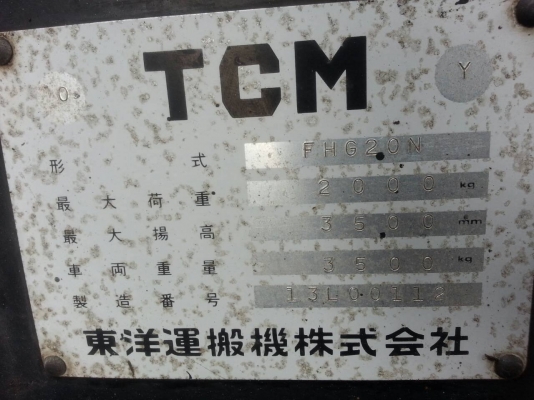 TCM
Y
0
形式 FHG20N
最大荷重 2000 kg
最大揚高 3500 mm
車両重量 3500 kg
製造番号
東洋運搬機株式会社